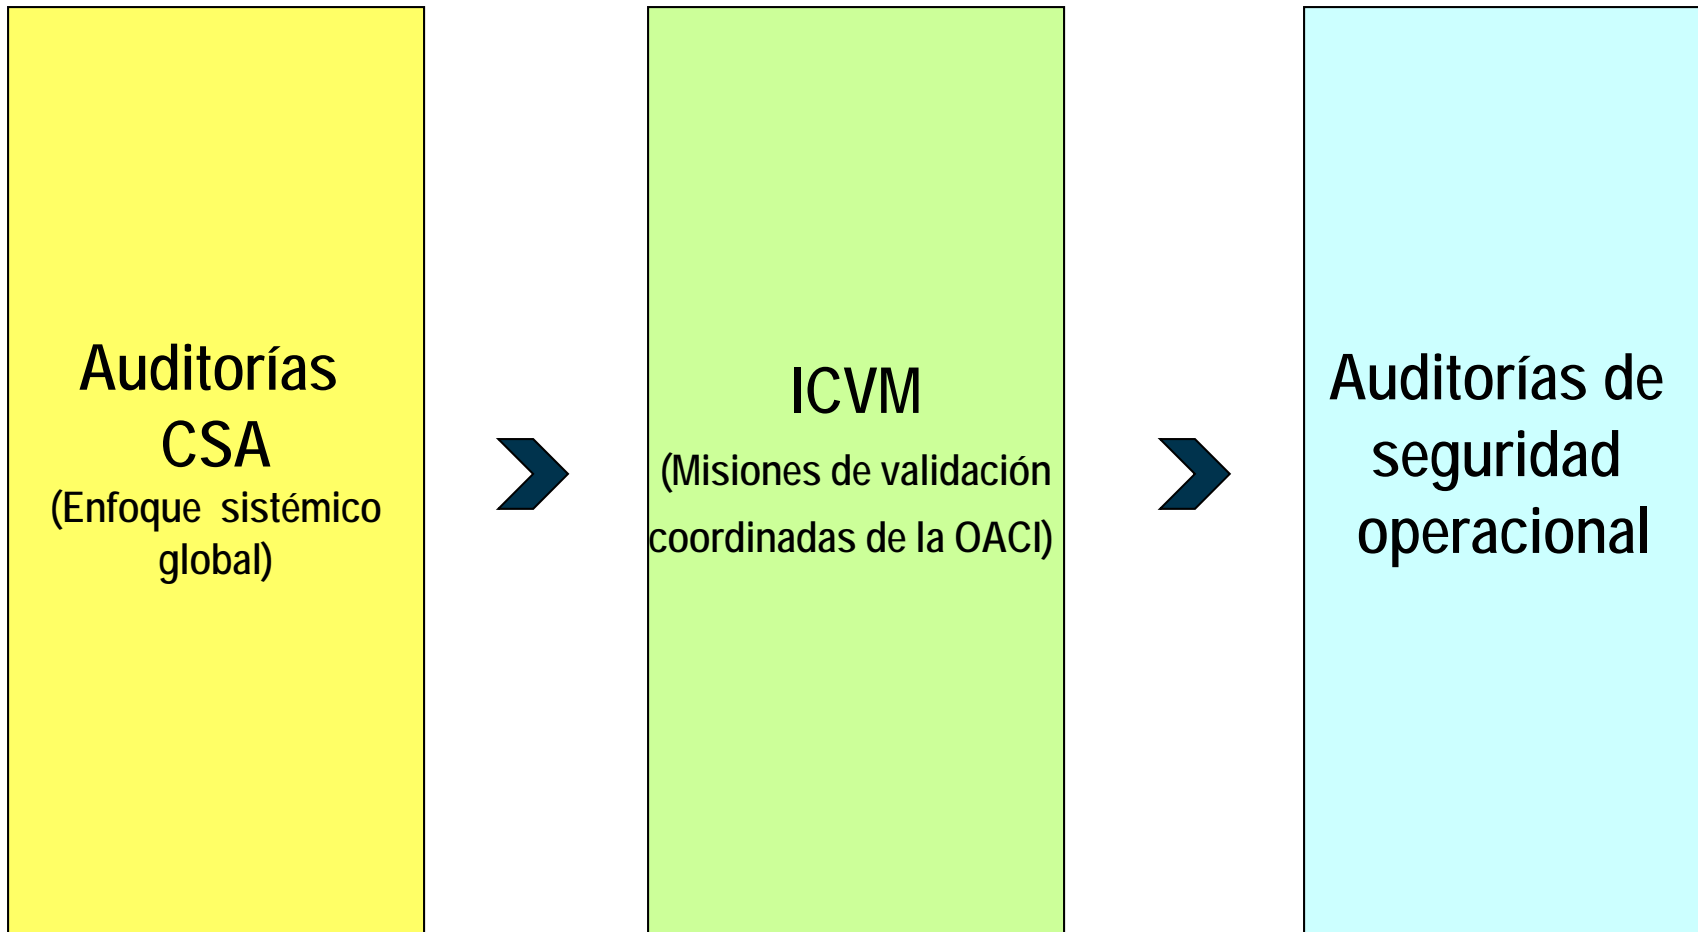 Auditorías
CSA
(Enfoque sistémico
global)
ICVM
(Misiones de validación
coordinadas de la OACI)
Auditorías de
seguridad
operacional